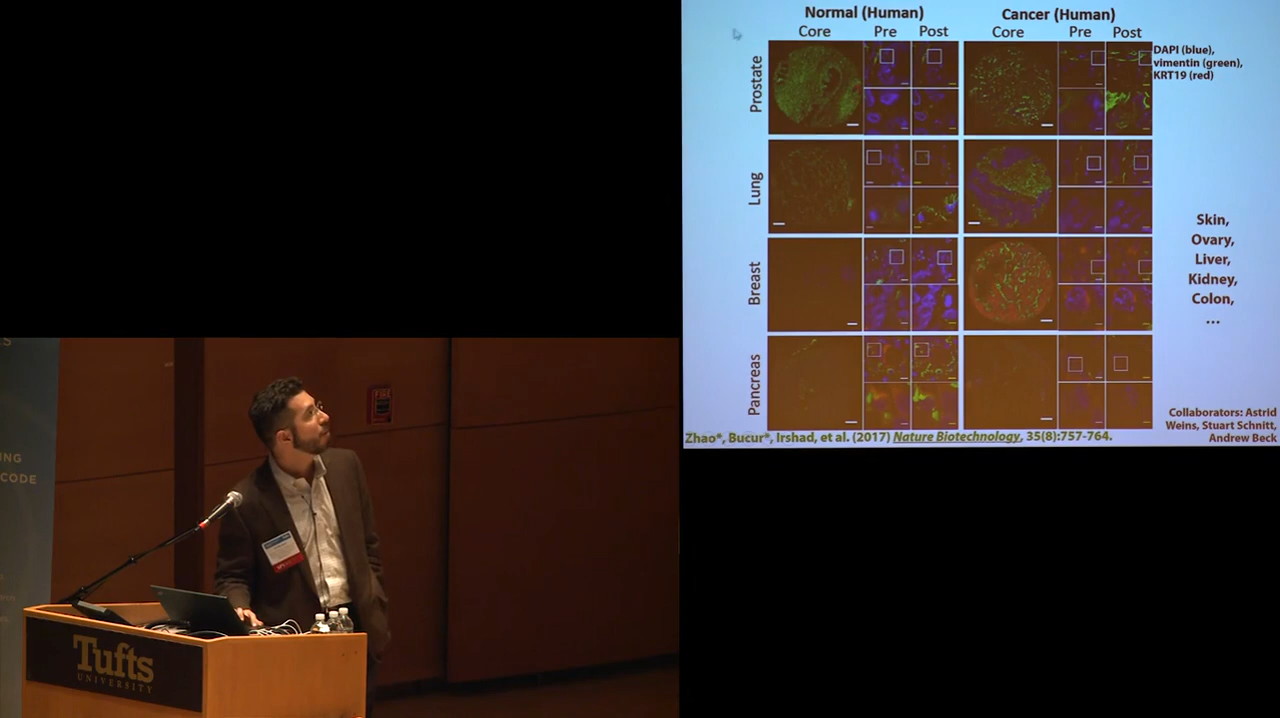 Normal (Human)
Cancer (Human)
Core
Pre
Post
Core
Pre
Post
DAPI (blue),
vimentin (green),
KRT19 (red)
Prostate
Lung
Breast
Pancreas
Skin,
Ovary,
Liver,
Kidney,
Colon,
...
Collaborators: Astrid
Weins, Stuart Schnitt,
Andrew Beck
Zhao*, Bucur*, Irshad, et al. (2017) Nature Biotechnology, 35(8):757-764.
CODE
FIRE
Tufts
UNIVERSITY